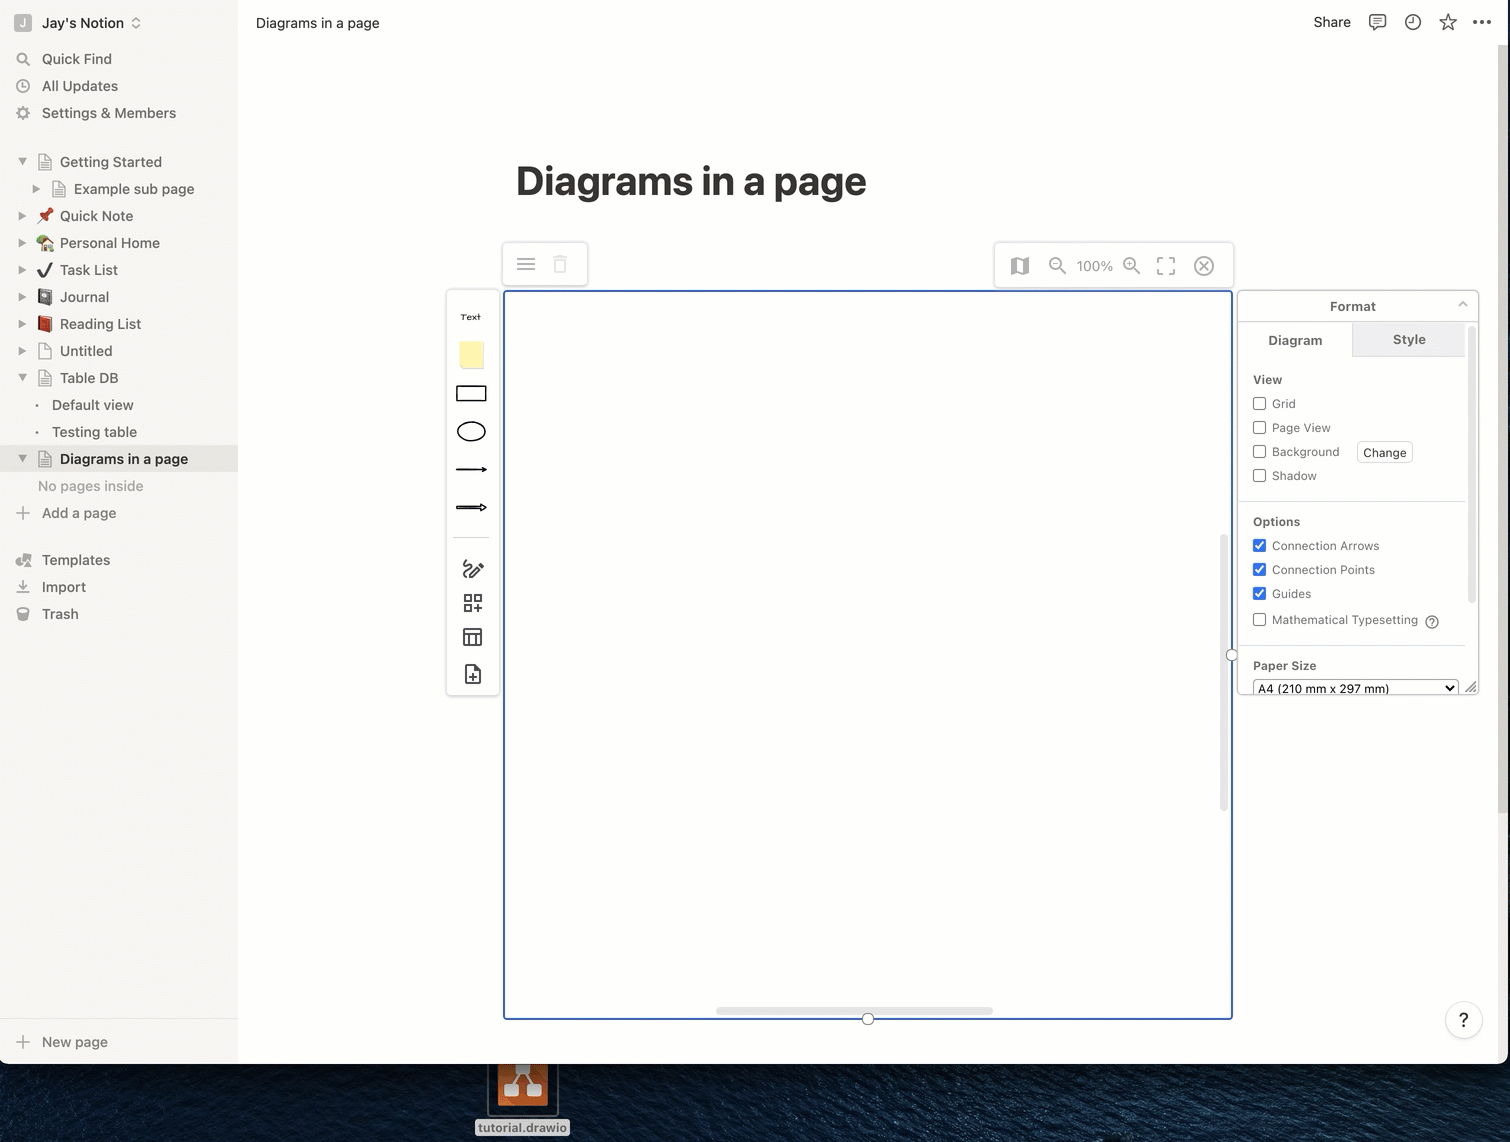 J Jay's Notion
Diagrams in a page
Share
Quick Find
All Updates
Settings & Members
Getting Started
Example sub page
Quick Note
Personal Home
Task List
Journal
Reading List
Untitled
Table DB
Default view
Testing table
Diagrams in a page
No pages inside
Add a page
Templates
Import
Trash
New page
Diagrams in a page
100%
Text
Format
Diagram Style
View
Grid
Page View
Background Change
Shadow
Options
Connection Arrows
Connection Points
Guides
Mathematical Typesetting ?
Paper Size
A4 (210 mm x 297 mm)
?
tutorial.drawio